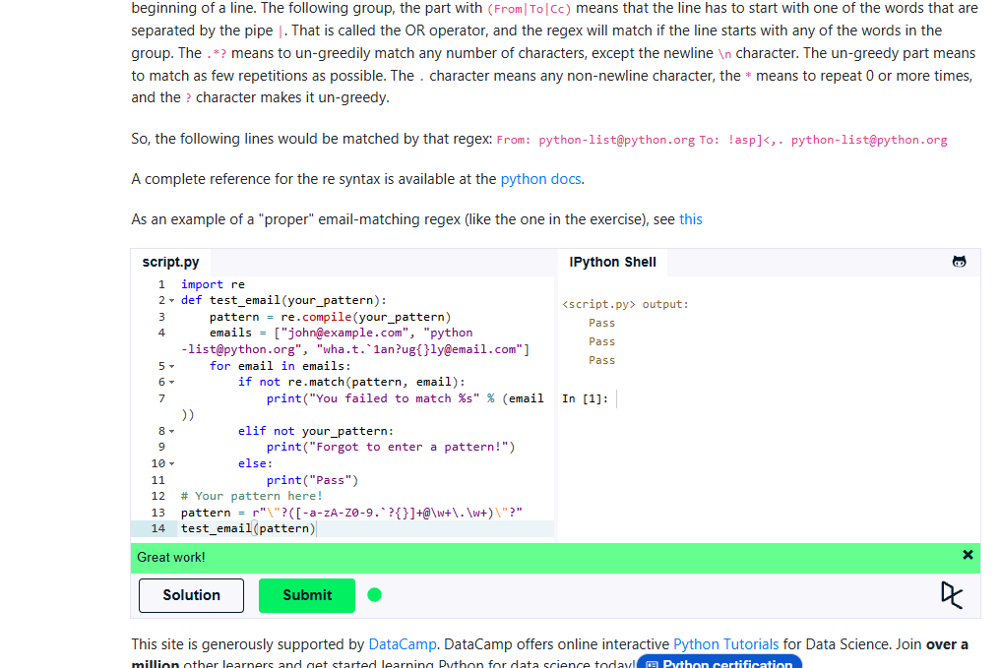 beginning of a line. The following group, the part with (From|To|Cc) means that the line has to start with one of the words that are
separated by the pipe |. That is called the OR operator, and the regex will match if the line starts with any of the words in the
group. The .*? means to un-greedily match any number of characters, except the newline \n character. The un-greedy part means
to match as few repetitions as possible. The . character means any non-newline character, the * means to repeat 0 or more times,
and the ? character makes it un-greedy.
So, the following lines would be matched by that regex: From: python-list@python.org To: !asp]<,. python-list@python.org
A complete reference for the re syntax is available at the python docs.
As an example of a "proper" email-matching regex (like the one in the exercise), see this
script.py
1 import re
2 def test_email(your_pattern):
3 pattern = re.compile(your_pattern)
4 emails = ["john@example.com", "python
-list@python.org", "wha.t.`1an?ug{}ly@email.com"]
5 for email in emails:
6 if not re.match(pattern, email):
7 print("You failed to match %s" % (email
))
8 elif not your_pattern:
9 print("Forgot to enter a pattern!")
10 else:
11 print("Pass")
12 # Your pattern here!
13 pattern = r"\"?([-a-zA-Z0-9.`?{}]+@\w+\.\w+)\"?"
14 test_email(pattern)
IPython Shell
<script.py> output:
Pass
Pass
Pass
In [1]:
Great work!
Solution
Submit
This site is generously supported by DataCamp. DataCamp offers online interactive Python Tutorials for Data Science. Join over a
million other learners and get started learning Python for data science today!
Python certification